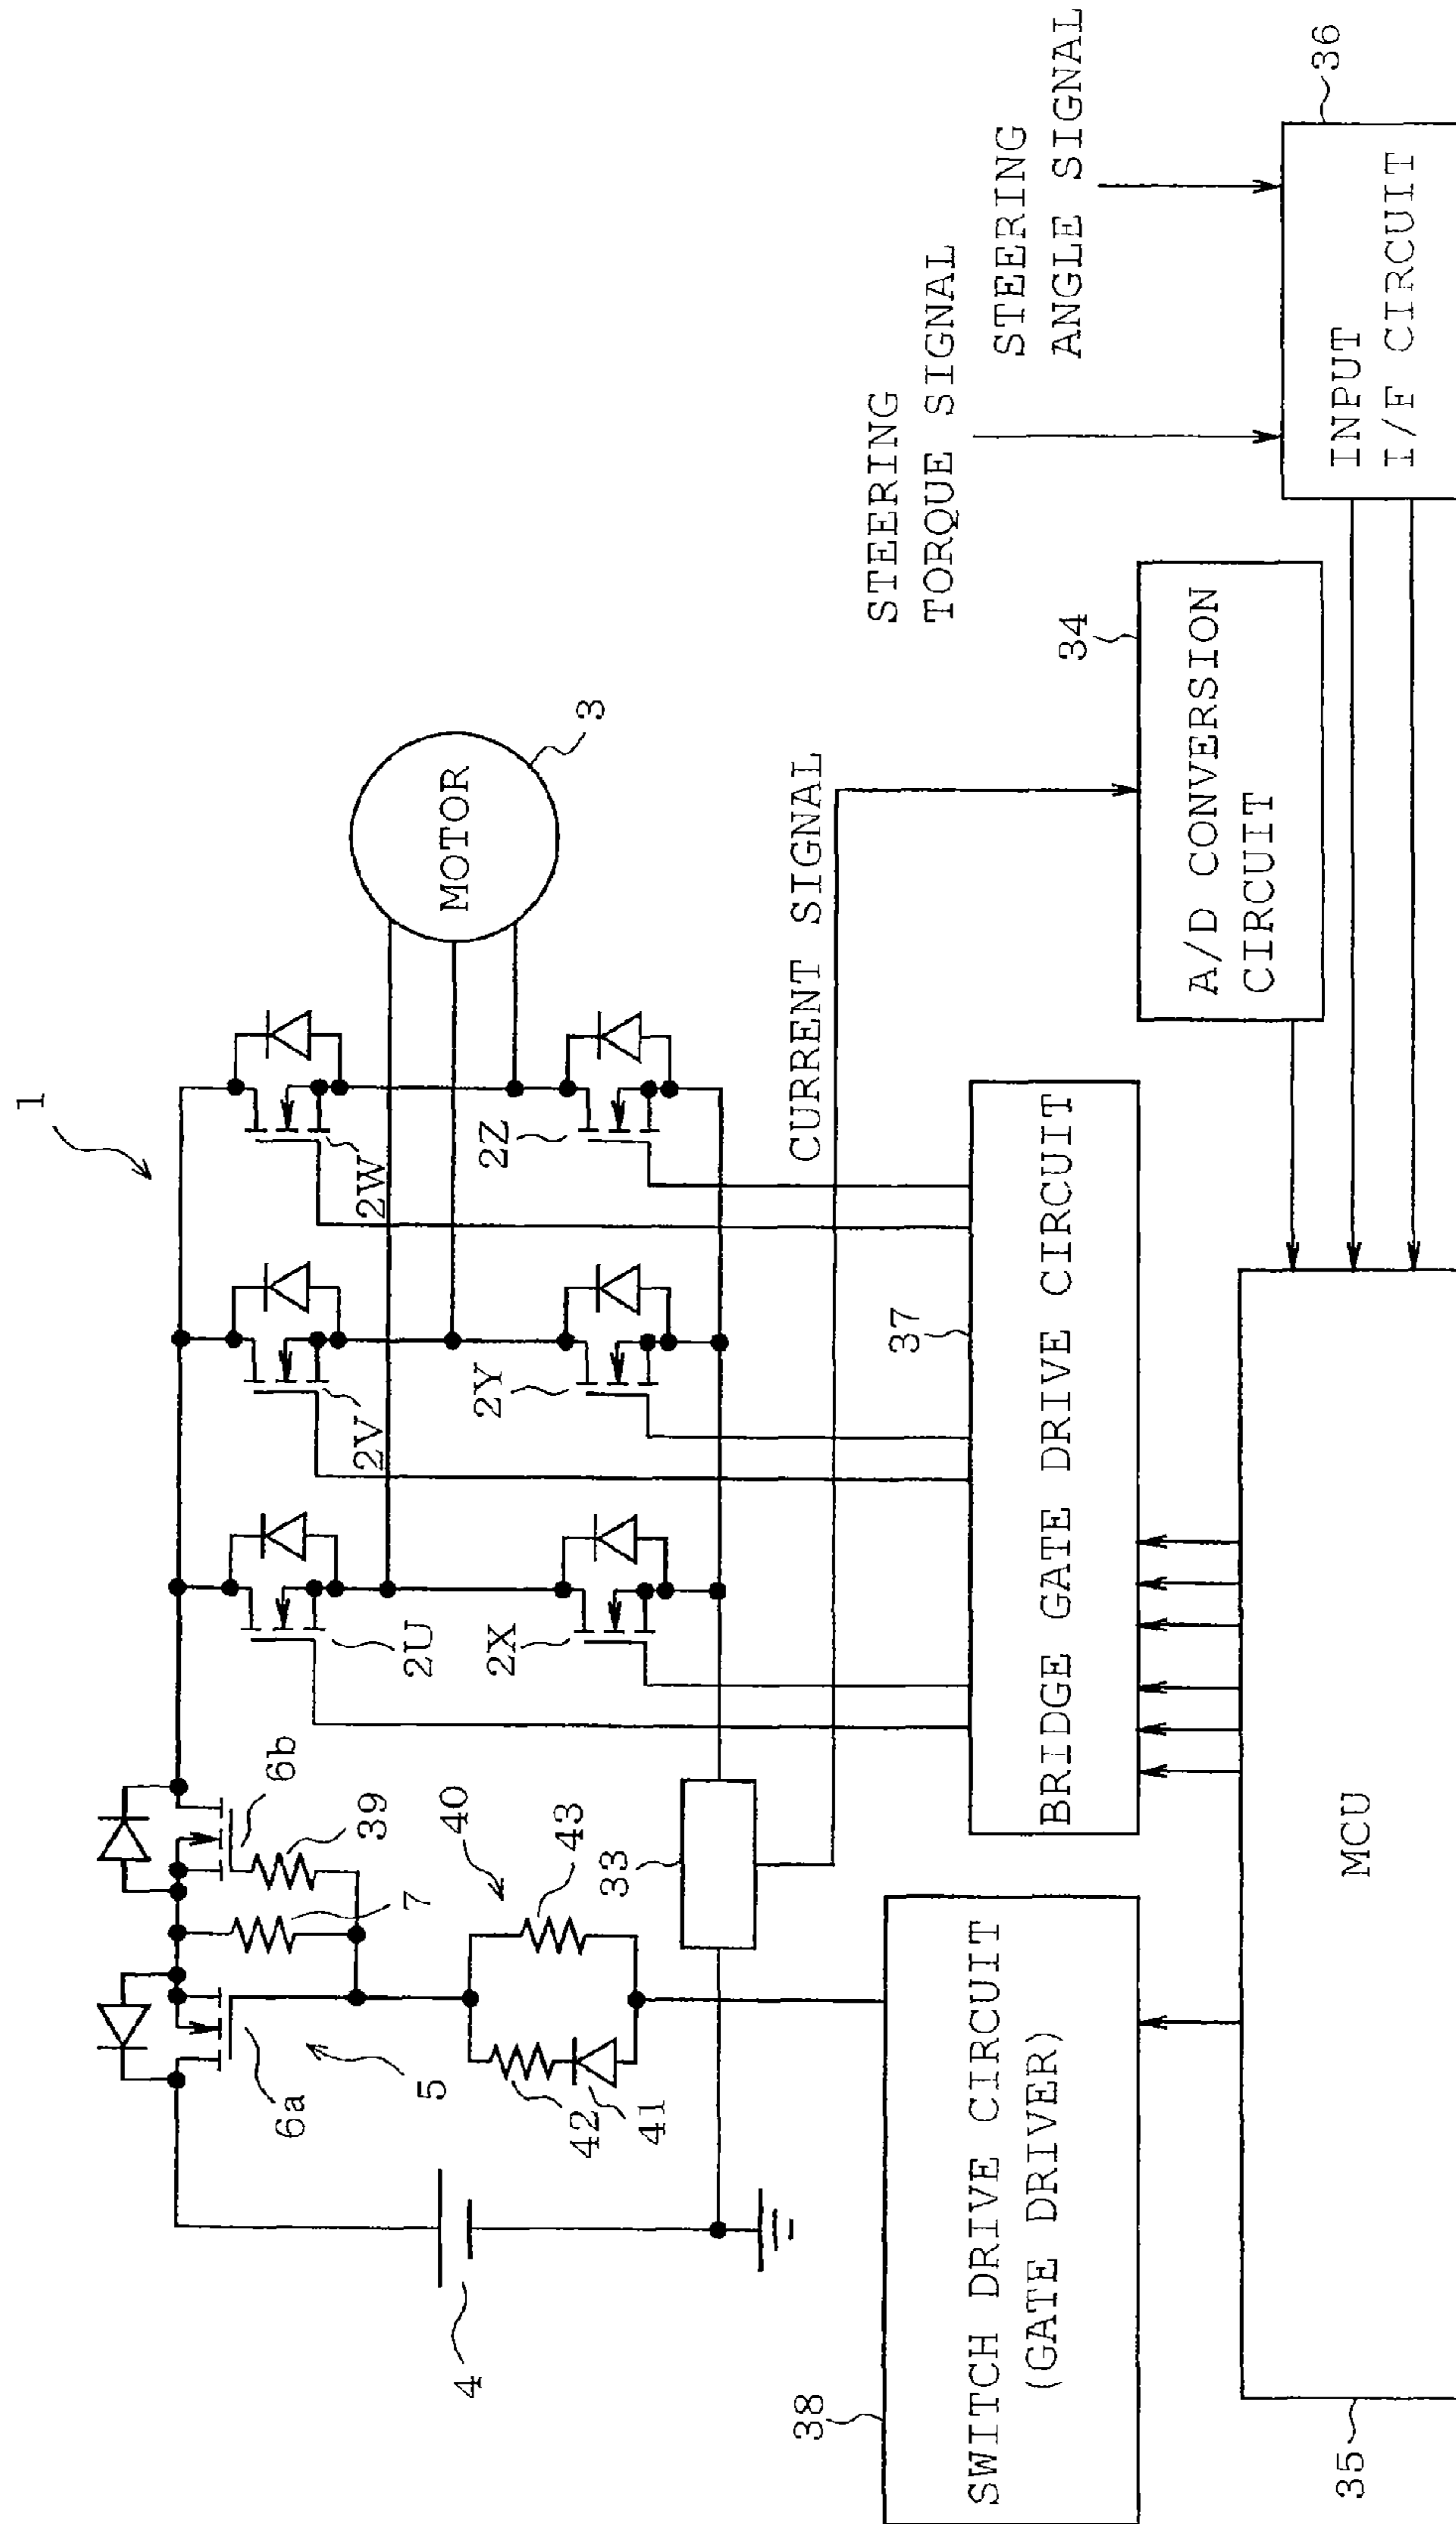 1
6a
6b
5
39
7
40
43
42
41
4
2U
2V
2W
2X
2Y
2Z
MOTOR
3
33
CURRENT SIGNAL
STEERING
TORQUE SIGNAL
STEERING
ANGLE SIGNAL
38
SWITCH DRIVE CIRCUIT
(GATE DRIVER)
37
BRIDGE GATE DRIVE CIRCUIT
34
A/D CONVERSION
CIRCUIT
36
INPUT
I/F CIRCUIT
35
MCU